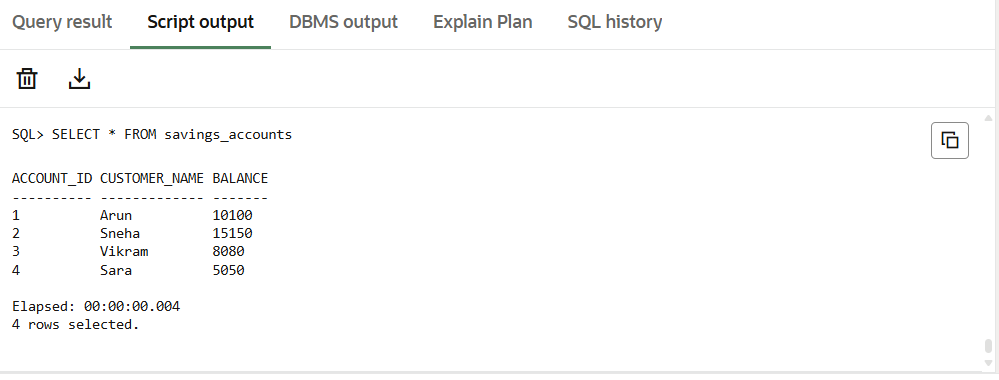 Query result Script output DBMS output Explain Plan SQL history
SQL> SELECT * FROM savings_accounts
ACCOUNT_ID CUSTOMER_NAME BALANCE
---------- ------------- -------
1          Arun          10100
2          Sneha         15150
3          Vikram        8080
4          Sara          5050
Elapsed: 00:00:00.004
4 rows selected.